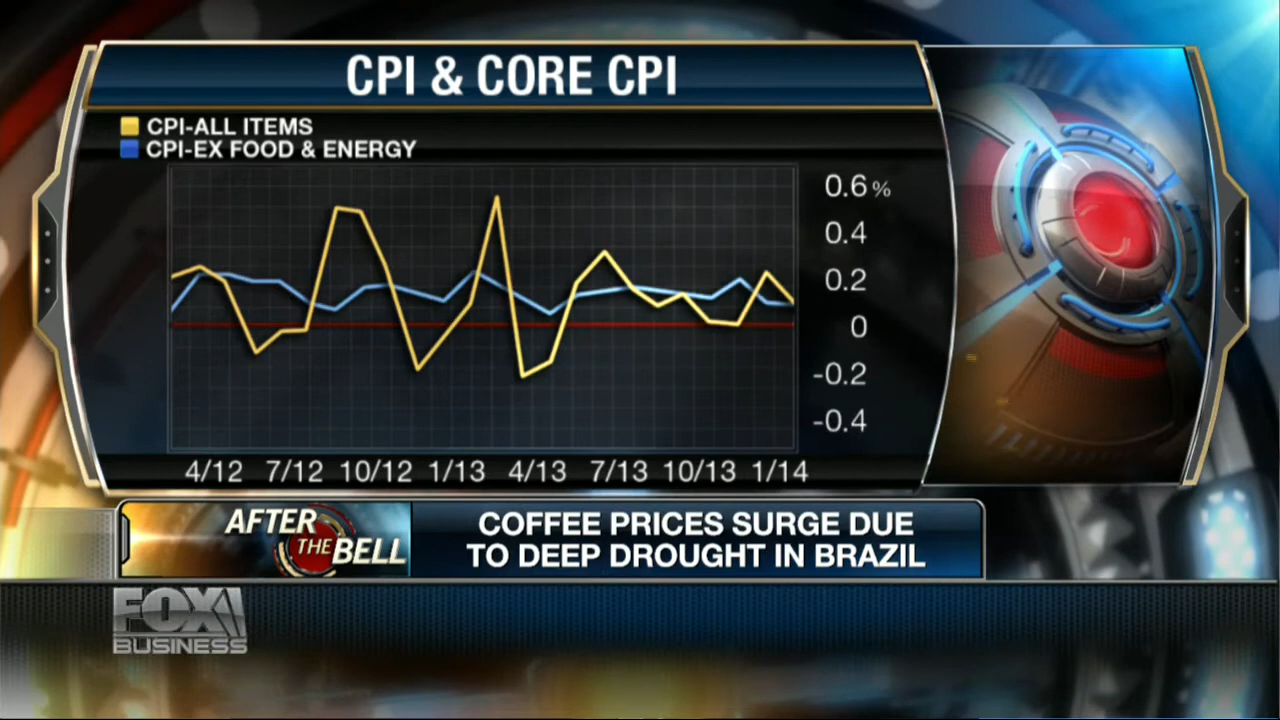 CPI & CORE CPI
CPI-ALL ITEMS
CPI-EX FOOD & ENERGY
0.6%
0.4
0.2
0
-0.2
-0.4
4/12 7/12 10/12 1/13 4/13 7/13 10/13 1/14
AFTER
THE BELL
COFFEE PRICES SURGE DUE
TO DEEP DROUGHT IN BRAZIL
FOX
BUSINESS